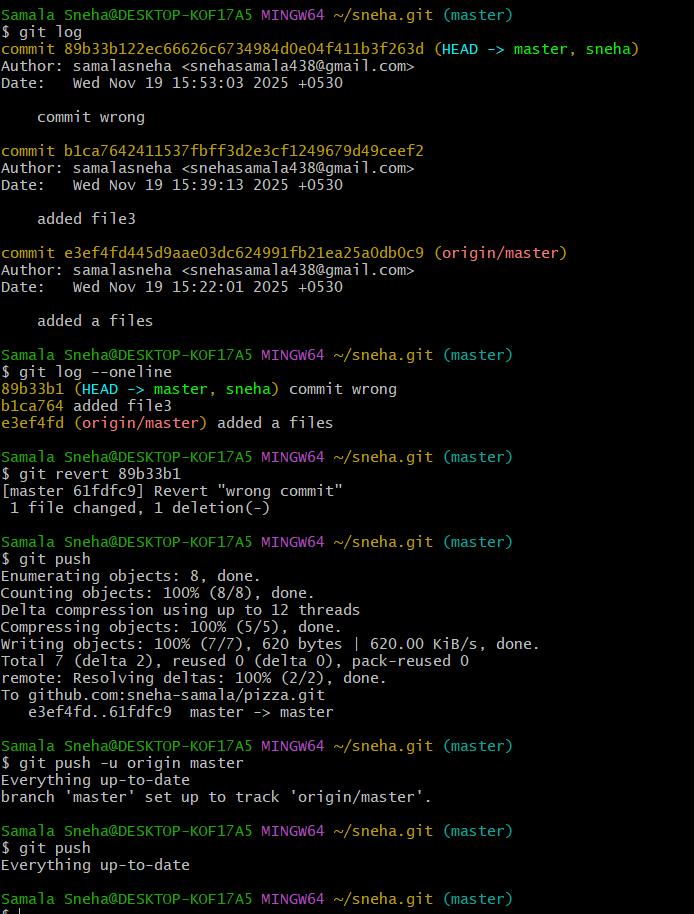 Samala Sneha@DESKTOP-KOF17A5 MINGW64 ~/sneha.git (master)
$ git log
commit 89b33b122ec66626c6734984d0e04f411b3f263d (HEAD -> master, sneha)
Author: samalasneha <snehasamala438@gmail.com>
Date:   Wed Nov 19 15:53:03 2025 +0530

    commit wrong

commit b1ca7642411537fbff3d2e3cf1249679d49ceef2
Author: samalasneha <snehasamala438@gmail.com>
Date:   Wed Nov 19 15:39:13 2025 +0530

    added file3

commit e3ef4fd445d9aae03dc624991fb21ea25a0db0c9 (origin/master)
Author: samalasneha <snehasamala438@gmail.com>
Date:   Wed Nov 19 15:22:01 2025 +0530

    added a files

Samala Sneha@DESKTOP-KOF17A5 MINGW64 ~/sneha.git (master)
$ git log --oneline
89b33b1 (HEAD -> master, sneha) commit wrong
b1ca764 added file3
e3ef4fd (origin/master) added a files

Samala Sneha@DESKTOP-KOF17A5 MINGW64 ~/sneha.git (master)
$ git revert 89b33b1
[master 61fdfc9] Revert "wrong commit"
 1 file changed, 1 deletion(-)

Samala Sneha@DESKTOP-KOF17A5 MINGW64 ~/sneha.git (master)
$ git push
Enumerating objects: 8, done.
Counting objects: 100% (8/8), done.
Delta compression using up to 12 threads
Compressing objects: 100% (5/5), done.
Writing objects: 100% (7/7), 620 bytes | 620.00 KiB/s, done.
Total 7 (delta 2), reused 0 (delta 0), pack-reused 0
remote: Resolving deltas: 100% (2/2), done.
To github.com:sneha-samala/pizza.git
   e3ef4fd..61fdfc9  master -> master

Samala Sneha@DESKTOP-KOF17A5 MINGW64 ~/sneha.git (master)
$ git push -u origin master
Everything up-to-date
branch 'master' set up to track 'origin/master'.

Samala Sneha@DESKTOP-KOF17A5 MINGW64 ~/sneha.git (master)
$ git push
Everything up-to-date

Samala Sneha@DESKTOP-KOF17A5 MINGW64 ~/sneha.git (master)
$